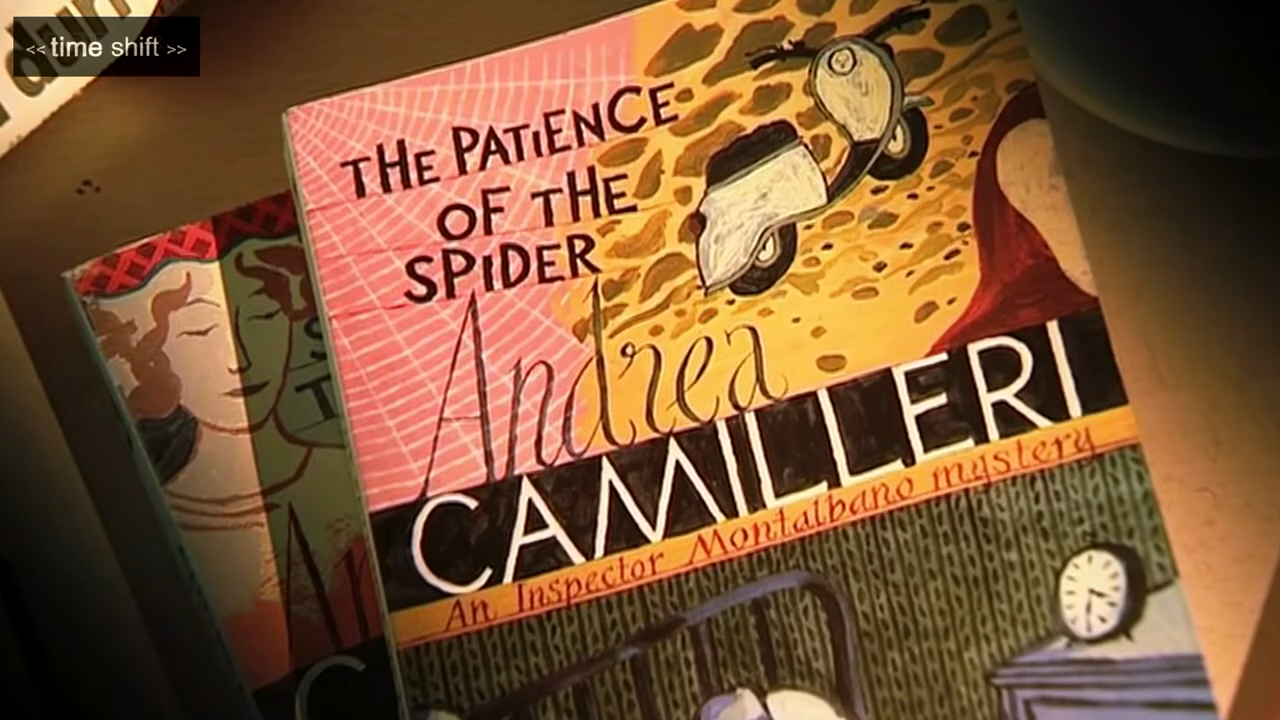 << time shift >>
THE PATIENCE
OF THE
SPIDER
Andrea
CAMILLERI
An Inspector Montalbano mystery